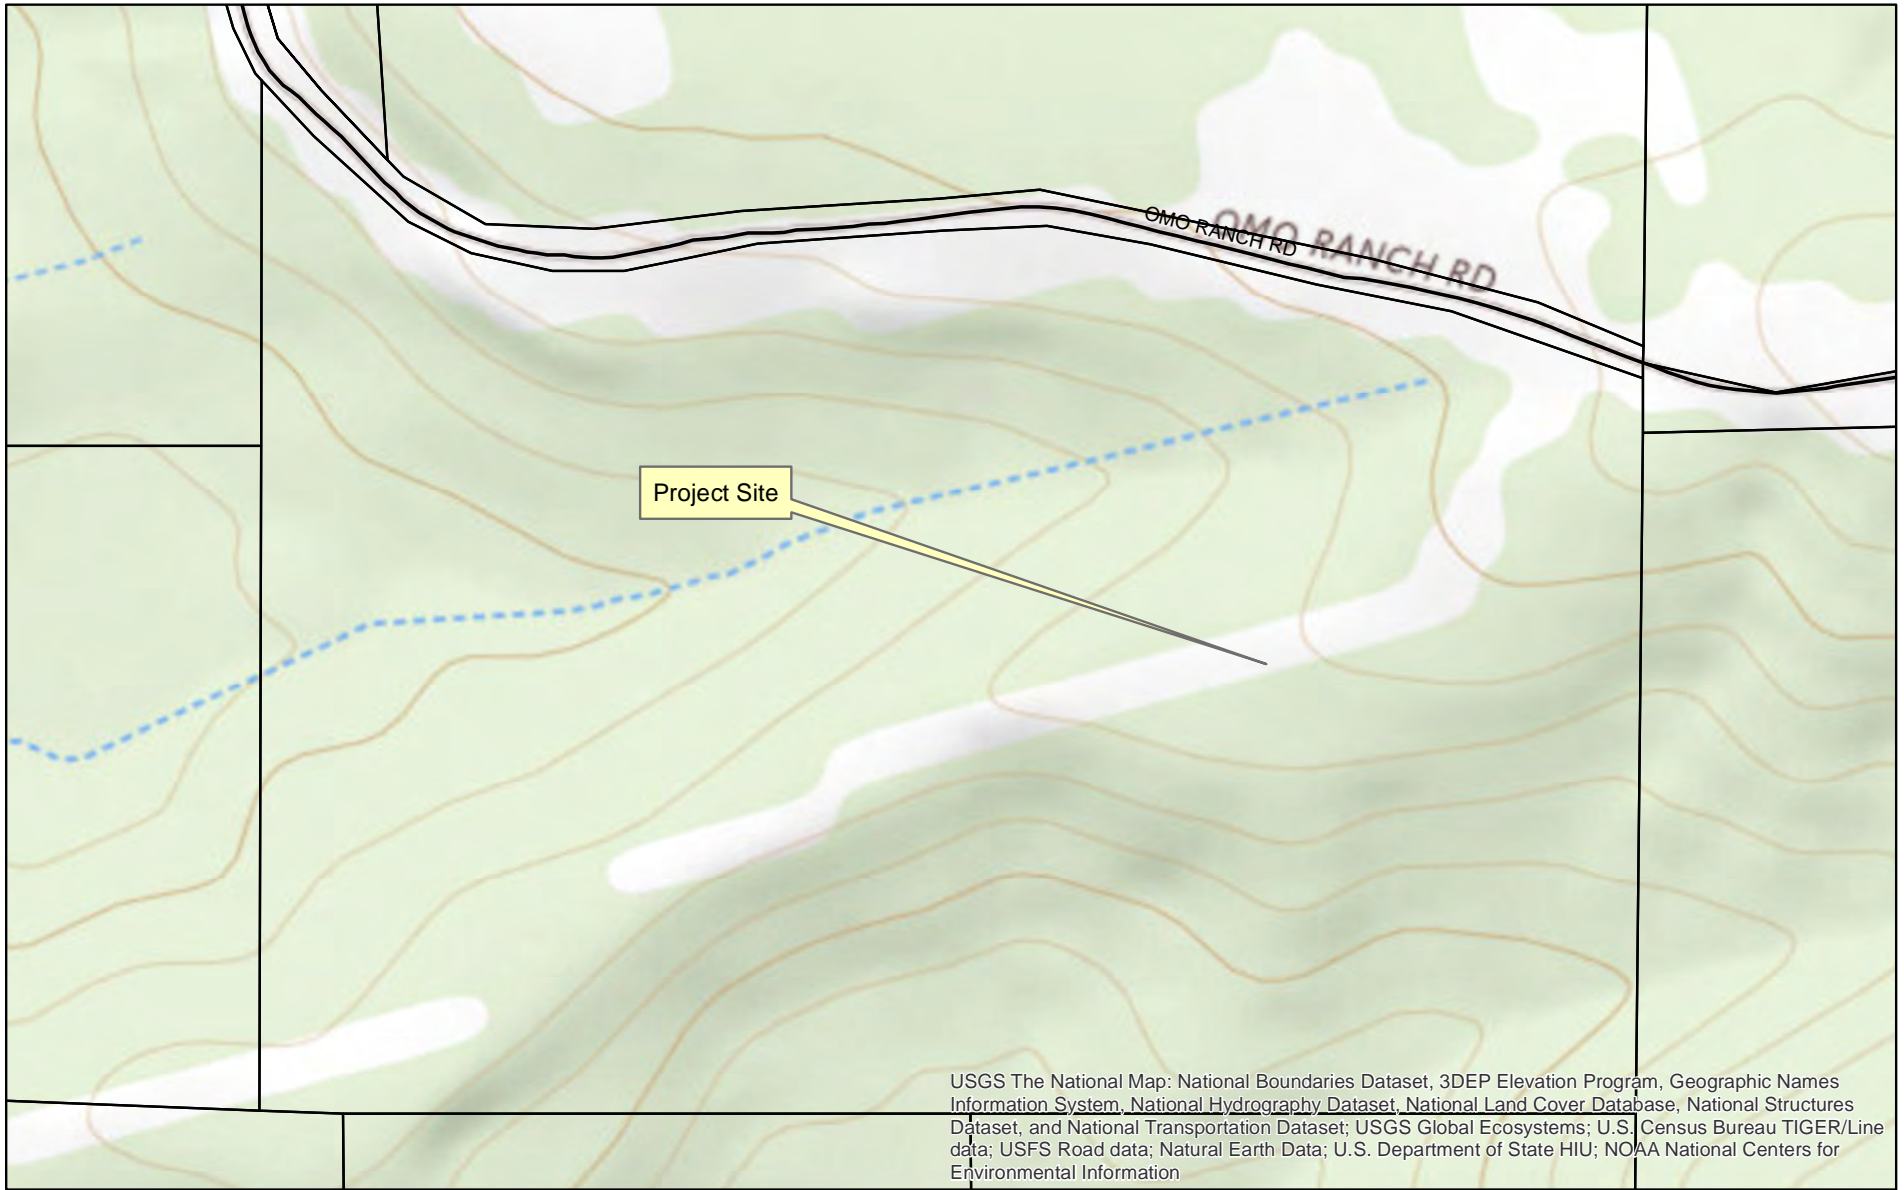 OMO RANCH RD
OMO RANCH RD
Project Site
USGS The National Map: National Boundaries Dataset, 3DEP Elevation Program, Geographic Names
Information System, National Hydrography Dataset, National Land Cover Database, National Structures
Dataset, and National Transportation Dataset; USGS Global Ecosystems; U.S. Census Bureau TIGER/Line
data; USFS Road data; Natural Earth Data; U.S. Department of State HIU; NOAA National Centers for
Environmental Information